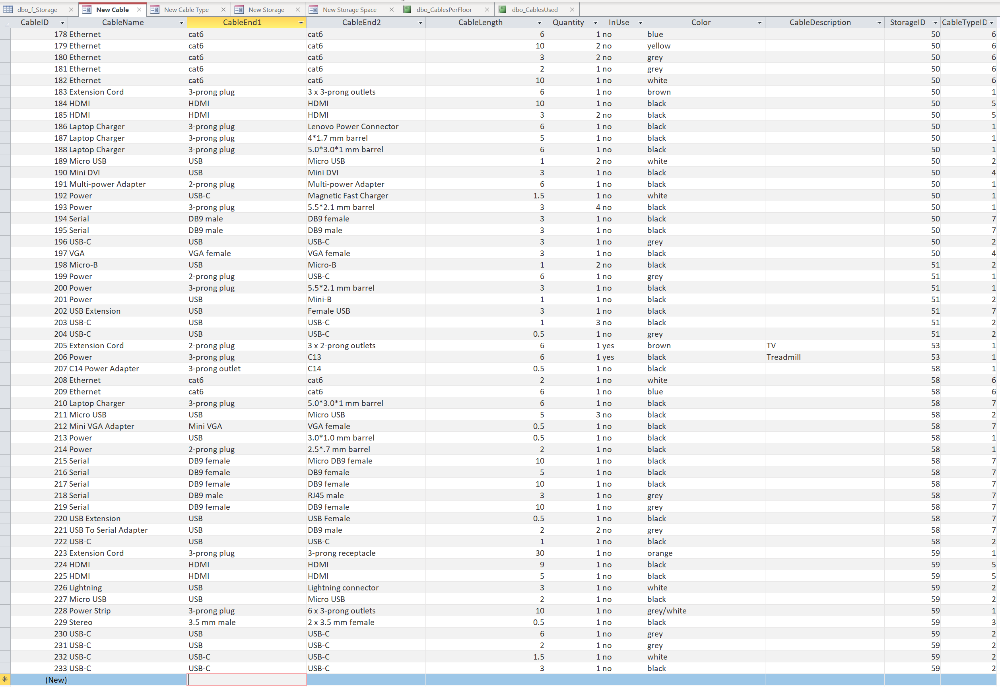 dbo_f_Storage New Cable New Cable Type New Storage New Storage Space dbo_CablesPerFloor dbo_CablesUsed
CableID CableName CableEnd1 CableEnd2 CableLength Quantity InUse Color CableDescription StorageID CableTypeID
178 Ethernet cat6 cat6 6 1 no blue 50 6
179 Ethernet cat6 cat6 10 2 no yellow 50 6
180 Ethernet cat6 cat6 3 2 no grey 50 6
181 Ethernet cat6 cat6 2 1 no grey 50 6
182 Ethernet cat6 cat6 10 1 no white 50 6
183 Extension Cord 3-prong plug 3 x 3-prong outlets 6 1 no brown 50 1
184 HDMI HDMI HDMI 10 1 no black 50 5
185 HDMI HDMI HDMI 3 2 no black 50 5
186 Laptop Charger 3-prong plug Lenovo Power Connector 6 1 no black 50 1
187 Laptop Charger 3-prong plug 4*1.7 mm barrel 5 1 no black 50 1
188 Laptop Charger 3-prong plug 5.0*3.0*1 mm barrel 6 1 no black 50 1
189 Micro USB USB Micro USB 1 2 no white 50 2
190 Mini DVI USB Mini DVI 3 1 no black 50 4
191 Multi-power Adapter 2-prong plug Multi-power Adapter 6 1 no black 50 1
192 Power USB-C Magnetic Fast Charger 1.5 1 no white 50 1
193 Power 3-prong plug 5.5*2.1 mm barrel 3 4 no black 50 1
194 Serial DB9 male DB9 female 3 1 no black 50 7
195 Serial DB9 male DB9 male 3 1 no black 50 7
196 USB-C USB USB-C 3 1 no grey 50 2
197 VGA VGA female VGA female 3 1 no black 50 4
198 Micro-B USB Micro-B 1 2 no black 51 2
199 Power 2-prong plug USB-C 6 1 no grey 51 1
200 Power 3-prong plug 5.5*2.1 mm barrel 3 1 no black 51 1
201 Power USB Mini-B 1 1 no black 51 2
202 USB Extension USB Female USB 3 1 no black 51 7
203 USB-C USB USB-C 1 3 no black 51 2
204 USB-C USB USB-C 0.5 1 no grey 51 2
205 Extension Cord 2-prong plug 3 x 2-prong outlets 6 1 yes brown TV 53 1
206 Power 3-prong plug C13 6 1 yes black Treadmill 53 1
207 C14 Power Adapter 3-prong outlet C14 0.5 1 no black 58 1
208 Ethernet cat6 cat6 2 1 no white 58 6
209 Ethernet cat6 cat6 6 1 no blue 58 6
210 Laptop Charger 3-prong plug 5.0*3.0*1 mm barrel 6 1 no black 58 7
211 Micro USB USB Micro USB 5 3 no black 58 2
212 Mini VGA Adapter Mini VGA VGA female 0.5 1 no black 58 7
213 Power USB 3.0*1.0 mm barrel 0.5 1 no black 58 1
214 Power 2-prong plug 2.5*.7 mm barrel 2 1 no black 58 1
215 Serial DB9 female Micro DB9 female 10 1 no black 58 7
216 Serial DB9 female DB9 female 5 1 no black 58 7
217 Serial DB9 female DB9 female 10 1 no black 58 7
218 Serial DB9 male RJ45 male 3 1 no grey 58 7
219 Serial DB9 female DB9 female 10 1 no grey 58 7
220 USB Extension USB USB Female 0.5 1 no black 58 7
221 USB To Serial Adapter USB DB9 male 2 2 no grey 58 7
222 USB-C USB USB-C 1 1 no black 58 2
223 Extension Cord 3-prong plug 3-prong receptacle 30 1 no orange 59 1
224 HDMI HDMI HDMI 9 1 no black 59 5
225 HDMI HDMI HDMI 5 1 no black 59 5
226 Lightning USB Lightning connector 3 1 no white 59 2
227 Micro USB USB Micro USB 2 1 no black 59 2
228 Power Strip 3-prong plug 6 x 3-prong outlets 10 1 no grey/white 59 1
229 Stereo 3.5 mm male 2 x 3.5 mm female 0.5 1 no black 59 3
230 USB-C USB USB-C 6 1 no grey 59 2
231 USB-C USB USB-C 2 1 no grey 59 2
232 USB-C USB-C USB-C 1.5 1 no white 59 2
233 USB-C USB-C USB-C 3 1 no black 59 2
(New)